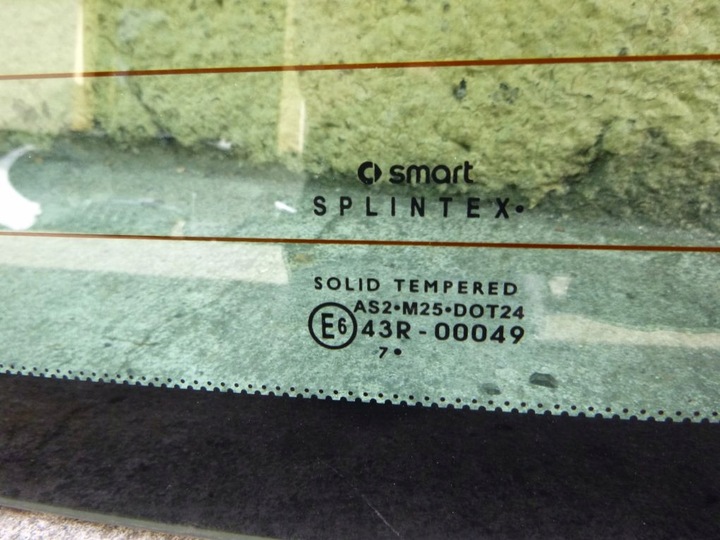 smart
SPLINTEX•
SOLID TEMPERED
AS2•M25•DOT24
E6 43R-00049
7•